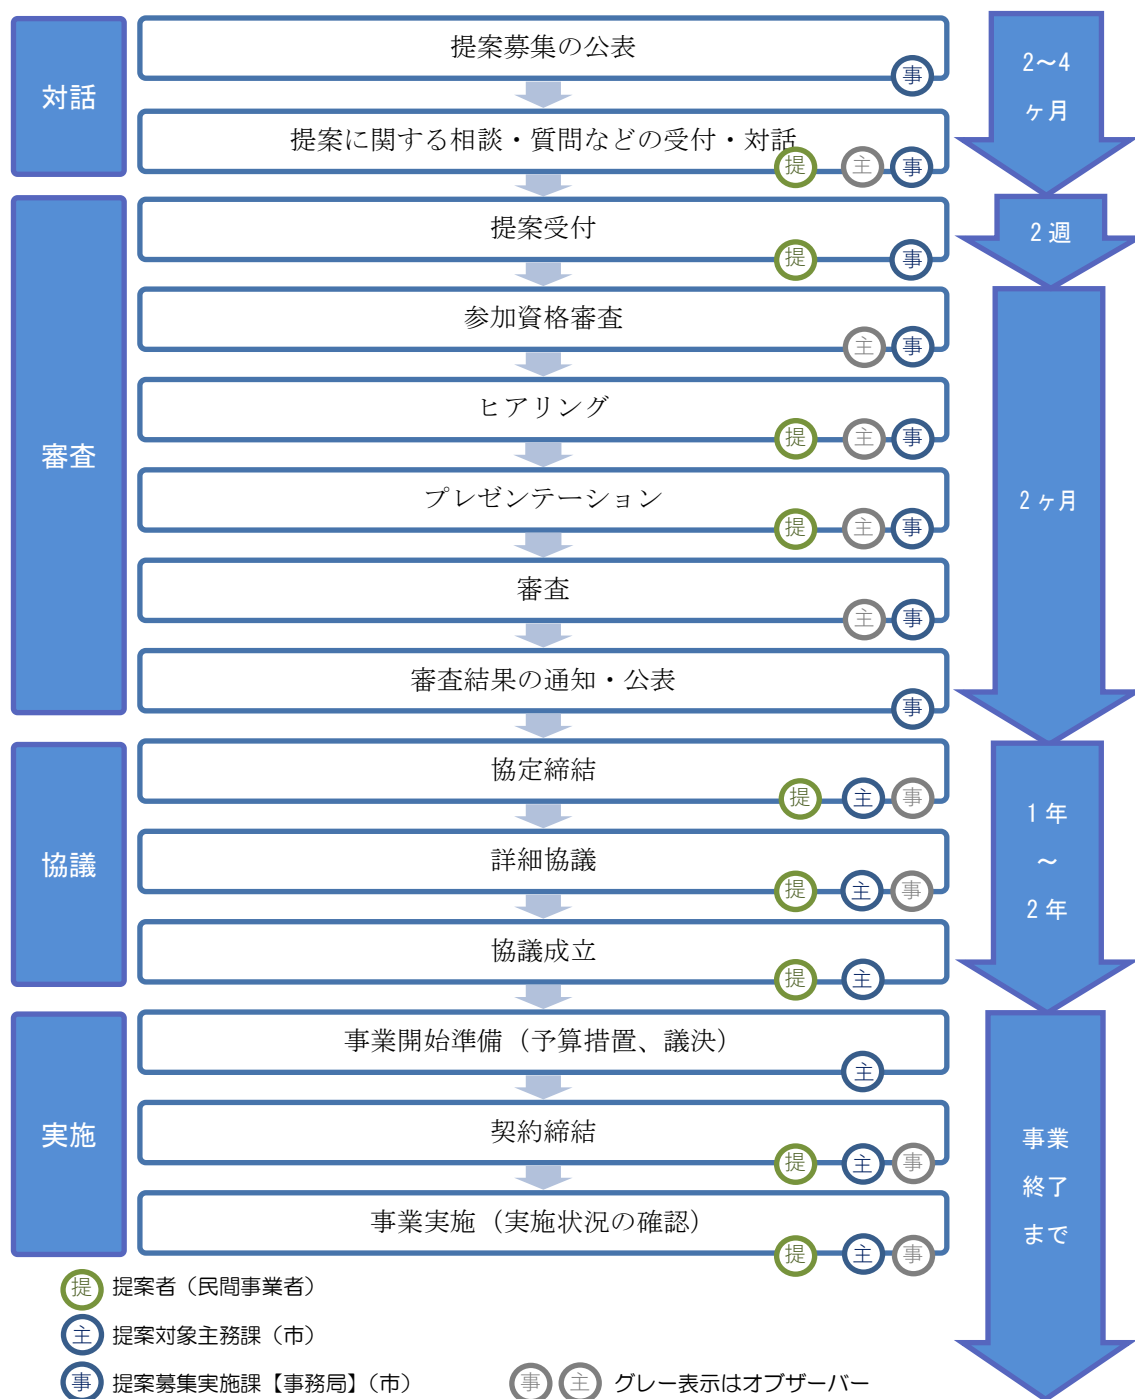 対話
提案募集の公表
事
2～4
ヶ月
提案に関する相談・質問などの受付・対話
提 主 事
審査
提案受付
提 事
2週
参加資格審査
主 事
ヒアリング
提 主 事
プレゼンテーション
提 主 事
2ヶ月
審査
主 事
審査結果の通知・公表
事
協議
協定締結
提 主 事
1年
～
2年
詳細協議
提 主 事
協議成立
提 主
実施
事業開始準備（予算措置、議決）
主
契約締結
提 主 事
事業
終了
まで
事業実施（実施状況の確認）
提 主 事
提 提案者（民間事業者）
主 提案対象主務課（市）
事 提案募集実施課【事務局】（市）
事 主 グレー表示はオブザーバー